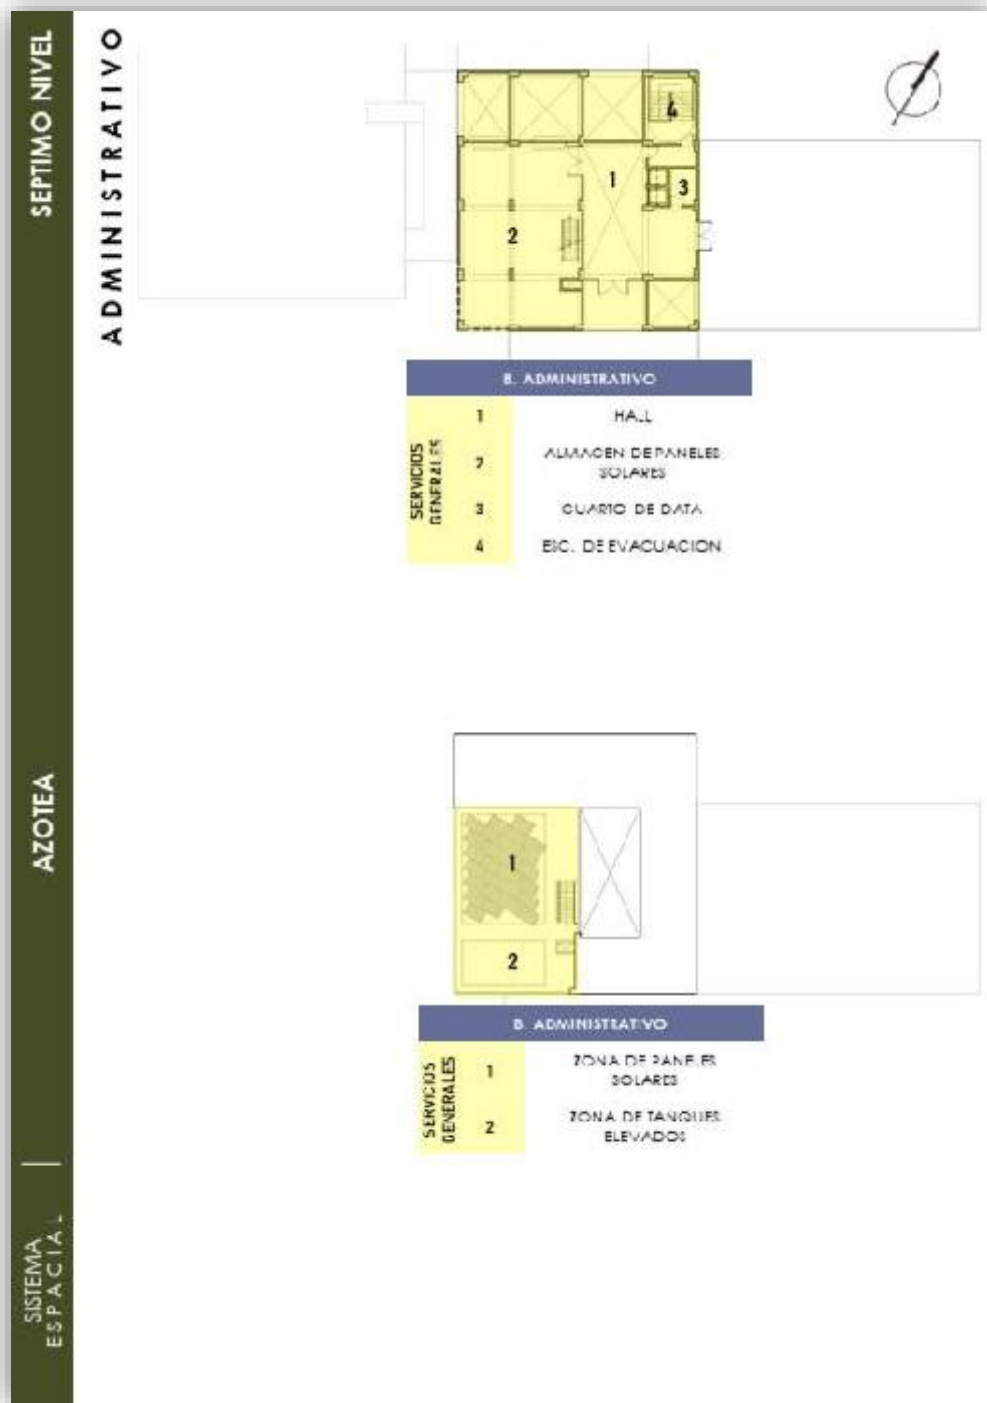 SEPTIMO NIVEL
ADMINISTRATIVO
4
1
3
2
B. ADMINISTRATIVO
SERVICIOS
GENERALES
1 HALL
2 ALMACEN DE PANELES
SOLARES
3 CUARTO DE DATA
4 ESC. DE EVACUACION
AZOTEA
1
2
B. ADMINISTRATIVO
SERVICIOS
GENERALES
1 ZONA DE PANELES
SOLARES
2 ZONA DE TANQUES
ELEVADOS
SISTEMA
ESPACIAL